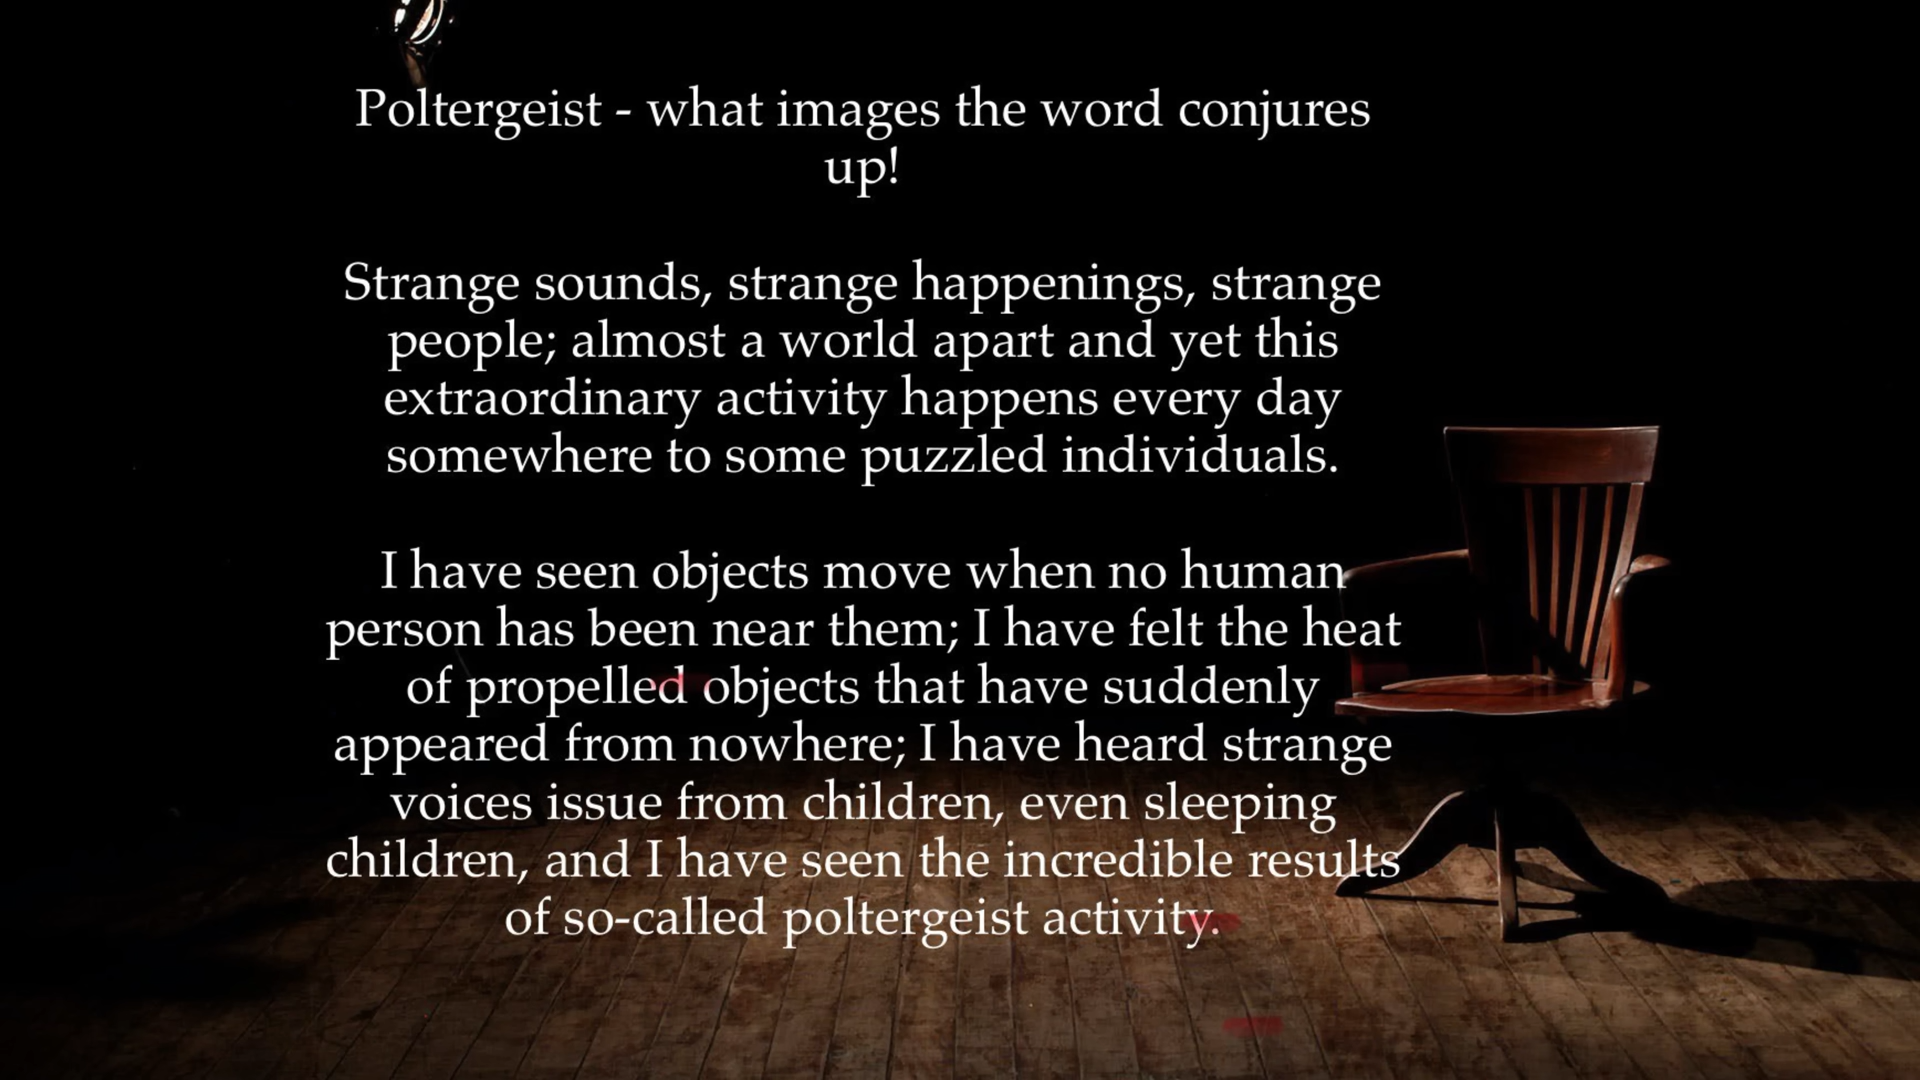 Poltergeist - what images the word conjures
up!
Strange sounds, strange happenings, strange
people; almost a world apart and yet this
extraordinary activity happens every day
somewhere to some puzzled individuals.
I have seen objects move when no human
person has been near them; I have felt the heat
of propelled objects that have suddenly
appeared from nowhere; I have heard strange
voices issue from children, even sleeping
children, and I have seen the incredible results
of so-called poltergeist activity.